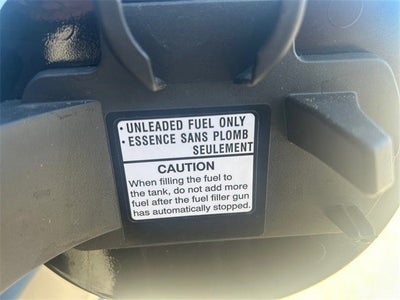 • UNLEADED FUEL ONLY
• ESSENCE SANS PLOMB
SEULEMENT
CAUTION
When filling the fuel to
the tank, do not add more
fuel after the fuel filler gun
has automatically stopped.